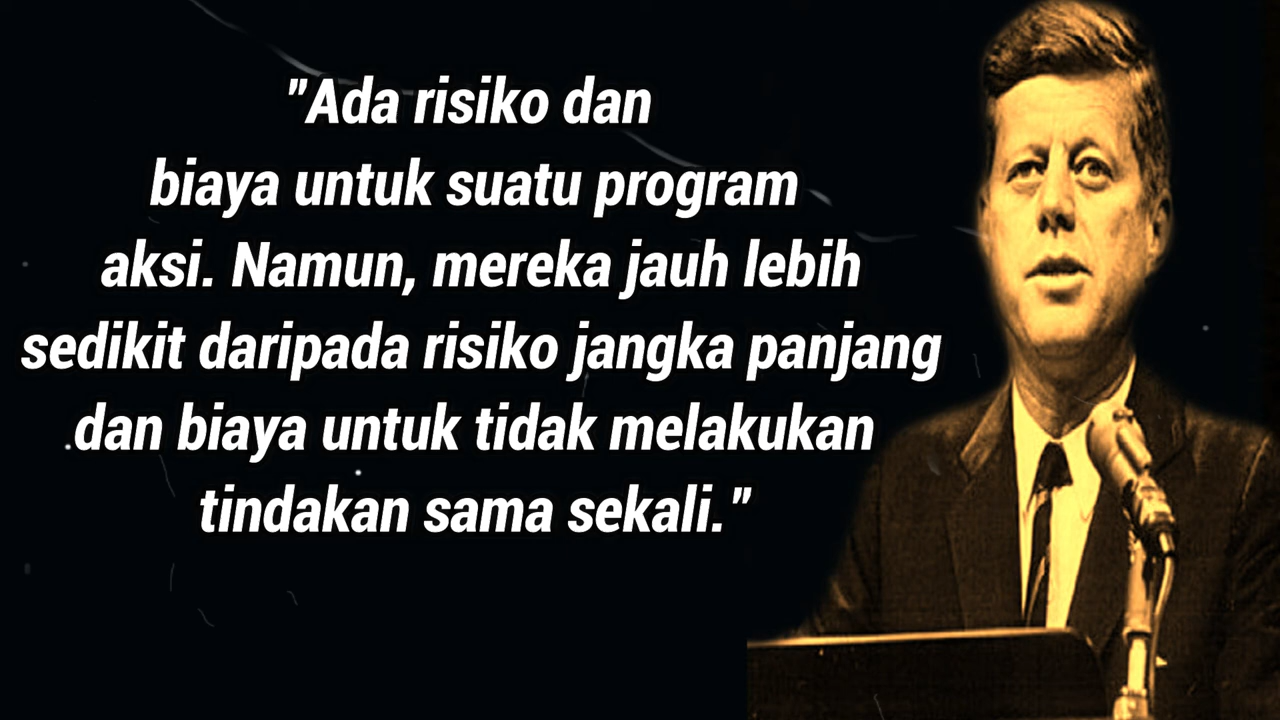 "Ada risiko dan
biaya untuk suatu program
aksi. Namun, mereka jauh lebih
sedikit daripada risiko jangka panjang
dan biaya untuk tidak melakukan
tindakan sama sekali."